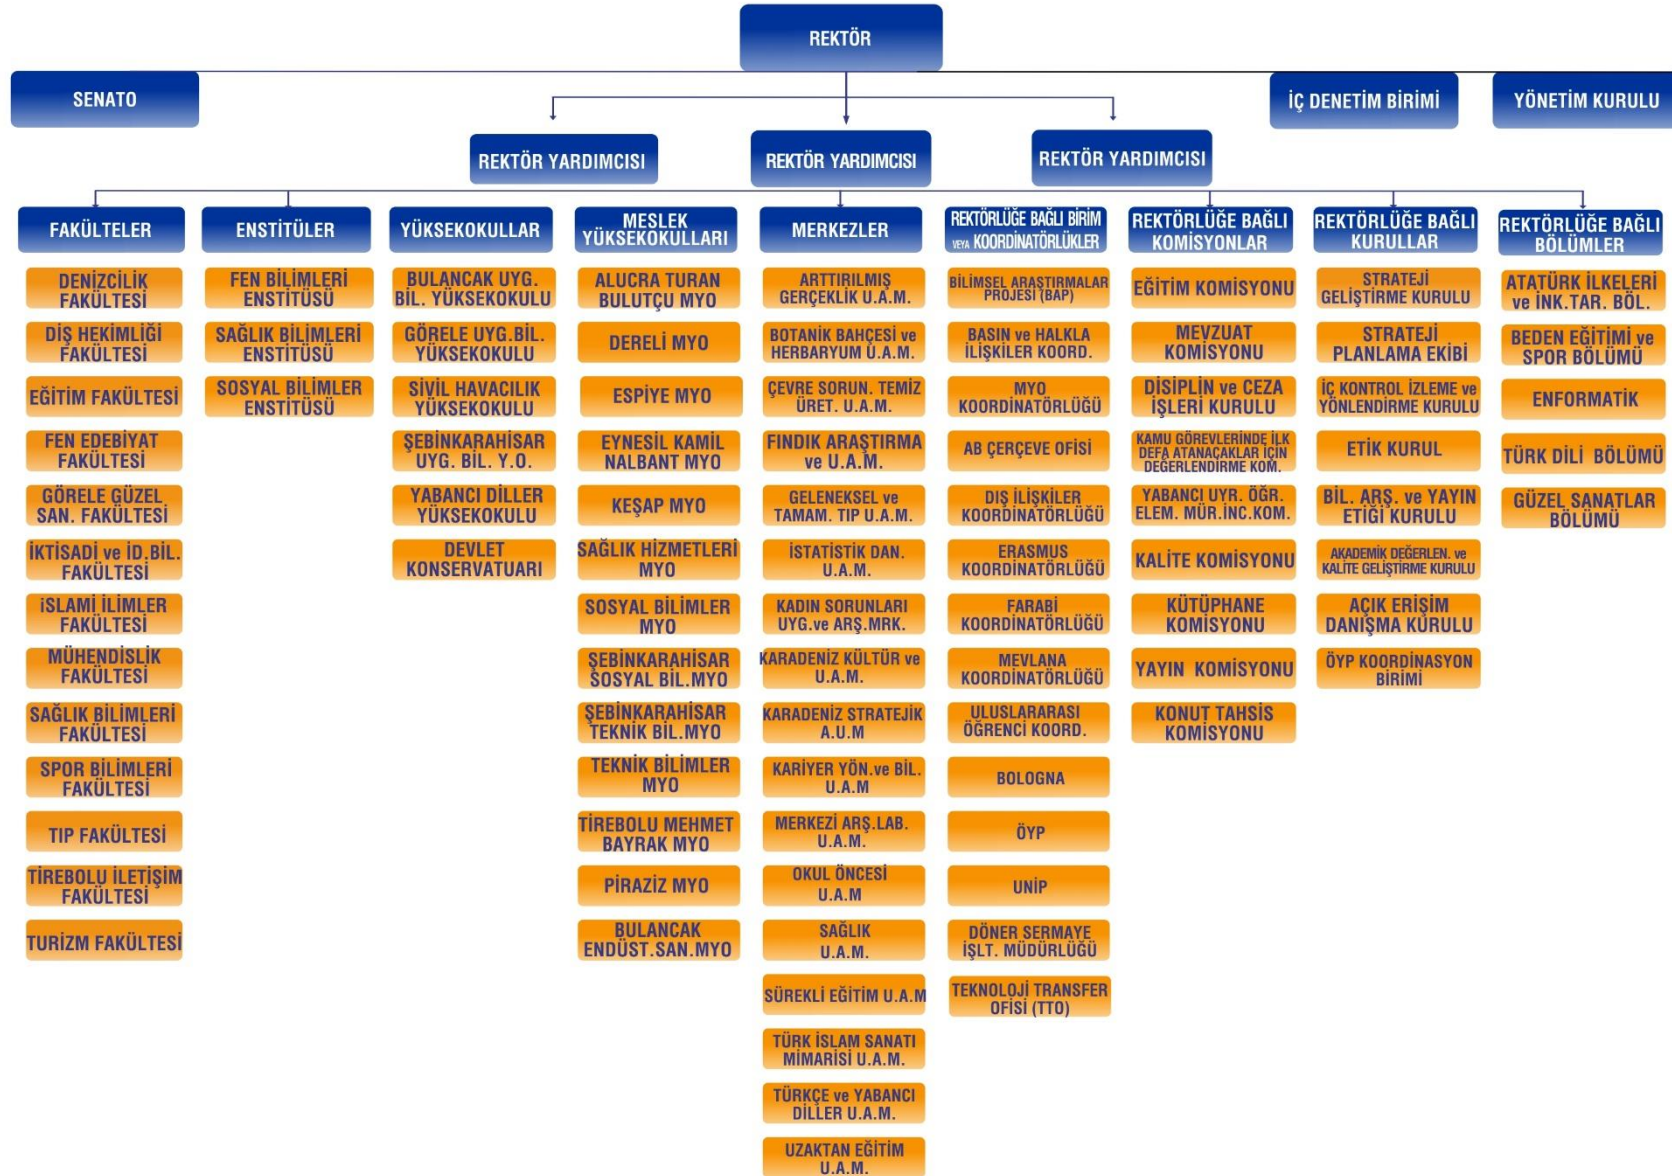 REKTÖR
SENATO
İÇ DENETİM BİRİMİ
YÖNETİM KURULU
REKTÖR YARDIMCISI
REKTÖR YARDIMCISI
REKTÖR YARDIMCISI
FAKÜLTELER
DENİZCİLİK
FAKÜLTESİ
DİŞ HEKİMLİĞİ
FAKÜLTESİ
EĞİTİM FAKÜLTESİ
FEN EDEBİYAT
FAKÜLTESİ
GÖRELE GÜZEL
SAN. FAKÜLTESİ
İKTİSADİ ve İD.BİL.
FAKÜLTESİ
iSLAMİ İLİMLER
FAKÜLTESİ
MÜHENDİSLİK
FAKÜLTESİ
SAĞLIK BİLİMLERİ
FAKÜLTESİ
SPOR BİLİMLERİ
FAKÜLTESİ
TIP FAKÜLTESİ
TİREBOLU İLETİŞİM
FAKÜLTESİ
TURİZM FAKÜLTESİ
ENSTİTÜLER
FEN BİLİMLERİ
ENSTİTÜSÜ
SAĞLIK BİLİMLERİ
ENSTİTÜSÜ
SOSYAL BİLİMLER
ENSTİTÜSÜ
YÜKSEKOKULLAR
BULANCAK UYG.
BİL. YÜKSEKOKULU
GÖRELE UYG.BİL.
YÜKSEKOKULU
SİVİL HAVACILIK
YÜKSEKOKULU
ŞEBİNKARAHİSAR
UYG. BİL. Y.O.
YABANCI DİLLER
YÜKSEKOKULU
DEVLET
KONSERVATUARI
MESLEK
YÜKSEKOKULLARI
ALUCRA TURAN
BULUTÇU MYO
DERELİ MYO
ESPİYE MYO
EYNESİL KAMİL
NALBANT MYO
KEŞAP MYO
SAĞLIK HİZMETLERİ
MYO
SOSYAL BİLİMLER
MYO
ŞEBİNKARAHİSAR
SOSYAL BİL.MYO
ŞEBİNKARAHİSAR
TEKNİK BİL.MYO
TEKNİK BİLİMLER
MYO
TİREBOLU MEHMET
BAYRAK MYO
PİRAZİZ MYO
BULANCAK
ENDÜST.SAN.MYO
MERKEZLER
ARTTIRILMIŞ
GERÇEKLİK U.A.M.
BOTANİK BAHÇESİ ve
HERBARYUM U.A.M.
ÇEVRE SORUN. TEMİZ
ÜRET. U.A.M.
FINDIK ARAŞTIRMA
ve U.A.M.
GELENEKSEL ve
TAMAM. TIP U.A.M.
İSTATİSTİK DAN.
U.A.M.
KADIN SORUNLARI
UYG.ve ARŞ.MRK.
KARADENİZ KÜLTÜR ve
U.A.M.
KARADENİZ STRATEJİK
A.U.M
KARİYER YÖN.ve BİL.
U.A.M
MERKEZİ ARŞ.LAB.
U.A.M.
OKUL ÖNCESİ
U.A.M
SAĞLIK
U.A.M.
SÜREKLİ EĞİTİM U.A.M
TÜRK İSLAM SANATI
MİMARİSİ U.A.M.
TÜRKÇE ve YABANCI
DİLLER U.A.M.
UZAKTAN EĞİTİM
U.A.M.
REKTÖRLÜĞE BAĞLI BİRİM
VEYA KOORDİNATÖRLÜKLER
BİLİMSEL ARAŞTIRMALAR
PROJESİ (BAP)
BASIN ve HALKLA
İLİŞKİLER KOORD.
MYO
KOORDİNATÖRLÜĞÜ
AB ÇERÇEVE OFİSİ
DIŞ İLİŞKİLER
KOORDİNATÖRLÜĞÜ
ERASMUS
KOORDİNATÖRLÜĞÜ
FARABİ
KOORDİNATÖRLÜĞÜ
MEVLANA
KOORDİNATÖRLÜĞÜ
ULUSLARARASI
ÖĞRENCİ KOORD.
BOLOGNA
ÖYP
UNİP
DÖNER SERMAYE
İŞLT. MÜDÜRLÜĞÜ
TEKNOLOJİ TRANSFER
OFİSİ (TTO)
REKTÖRLÜĞE BAĞLI
KOMİSYONLAR
EĞİTİM KOMİSYONU
MEVZUAT
KOMİSYONU
DİSİPLİN ve CEZA
İŞLERİ KURULU
KAMU GÖREVLERİNDE İLK
DEFA ATANAÇAKLAR İÇİN
DEĞERLENDİRME KOM.
YABANCI UYR. ÖĞR.
ELEM. MÜR.İNC.KOM.
KALİTE KOMİSYONU
KÜTÜPHANE
KOMİSYONU
YAYIN KOMİSYONU
KONUT TAHSİS
KOMİSYONU
REKTÖRLÜĞE BAĞLI
KURULLAR
STRATEJİ
GELİŞTİRME KURULU
STRATEJİ
PLANLAMA EKİBİ
İÇ KONTROL İZLEME ve
YÖNLENDİRME KURULU
ETİK KURUL
BİL. ARŞ. ve YAYIN
ETİĞİ KURULU
AKADEMİK DEĞERLEN. ve
KALİTE GELİŞTİRME KURULU
AÇIK ERİŞİM
DANIŞMA KURULU
ÖYP KOORDİNASYON
BİRİMİ
REKTÖRLÜĞE BAĞLI
BÖLÜMLER
ATATÜRK İLKELERİ
ve İNK.TAR. BÖL.
BEDEN EĞİTİMİ ve
SPOR BÖLÜMÜ
ENFORMATİK
TÜRK DİLİ BÖLÜMÜ
GÜZEL SANATLAR
BÖLÜMÜ